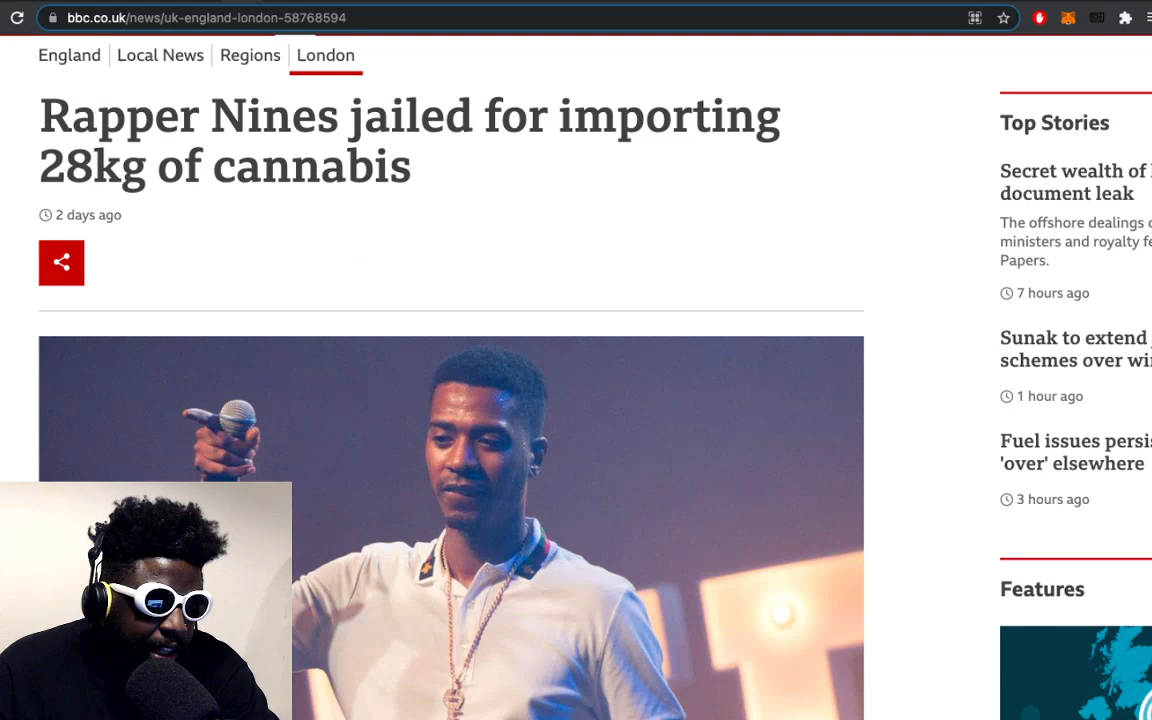 bbc.co.uk/news/uk-england-london-58768594
England Local News Regions London
Rapper Nines jailed for importing
28kg of cannabis
2 days ago
Top Stories
Secret wealth of
document leak
The offshore dealings
ministers and royalty
Papers.
7 hours ago
Sunak to extend
schemes over
1 hour ago
Fuel issues
'over' elsewhere
3 hours ago
Features